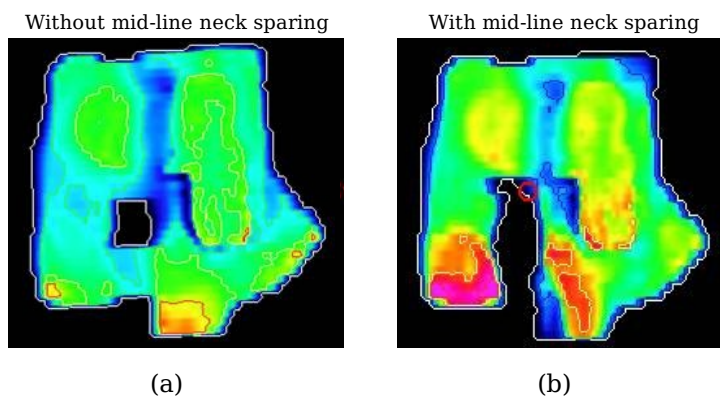 Without mid-line neck sparing
With mid-line neck sparing
(a)
(b)